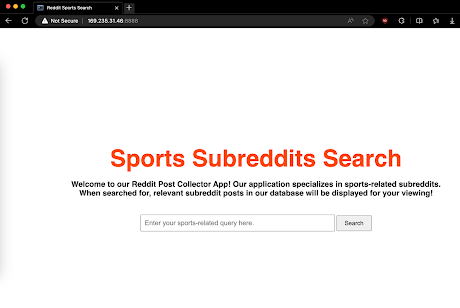 Reddit Sports Search
Not Secure 169.235.31.46:8888
Sports Subreddits Search
Welcome to our Reddit Post Collector App! Our application specializes in sports-related subreddits.
When searched for, relevant subreddit posts in our database will be displayed for your viewing!
Enter your sports-related query here.
Search